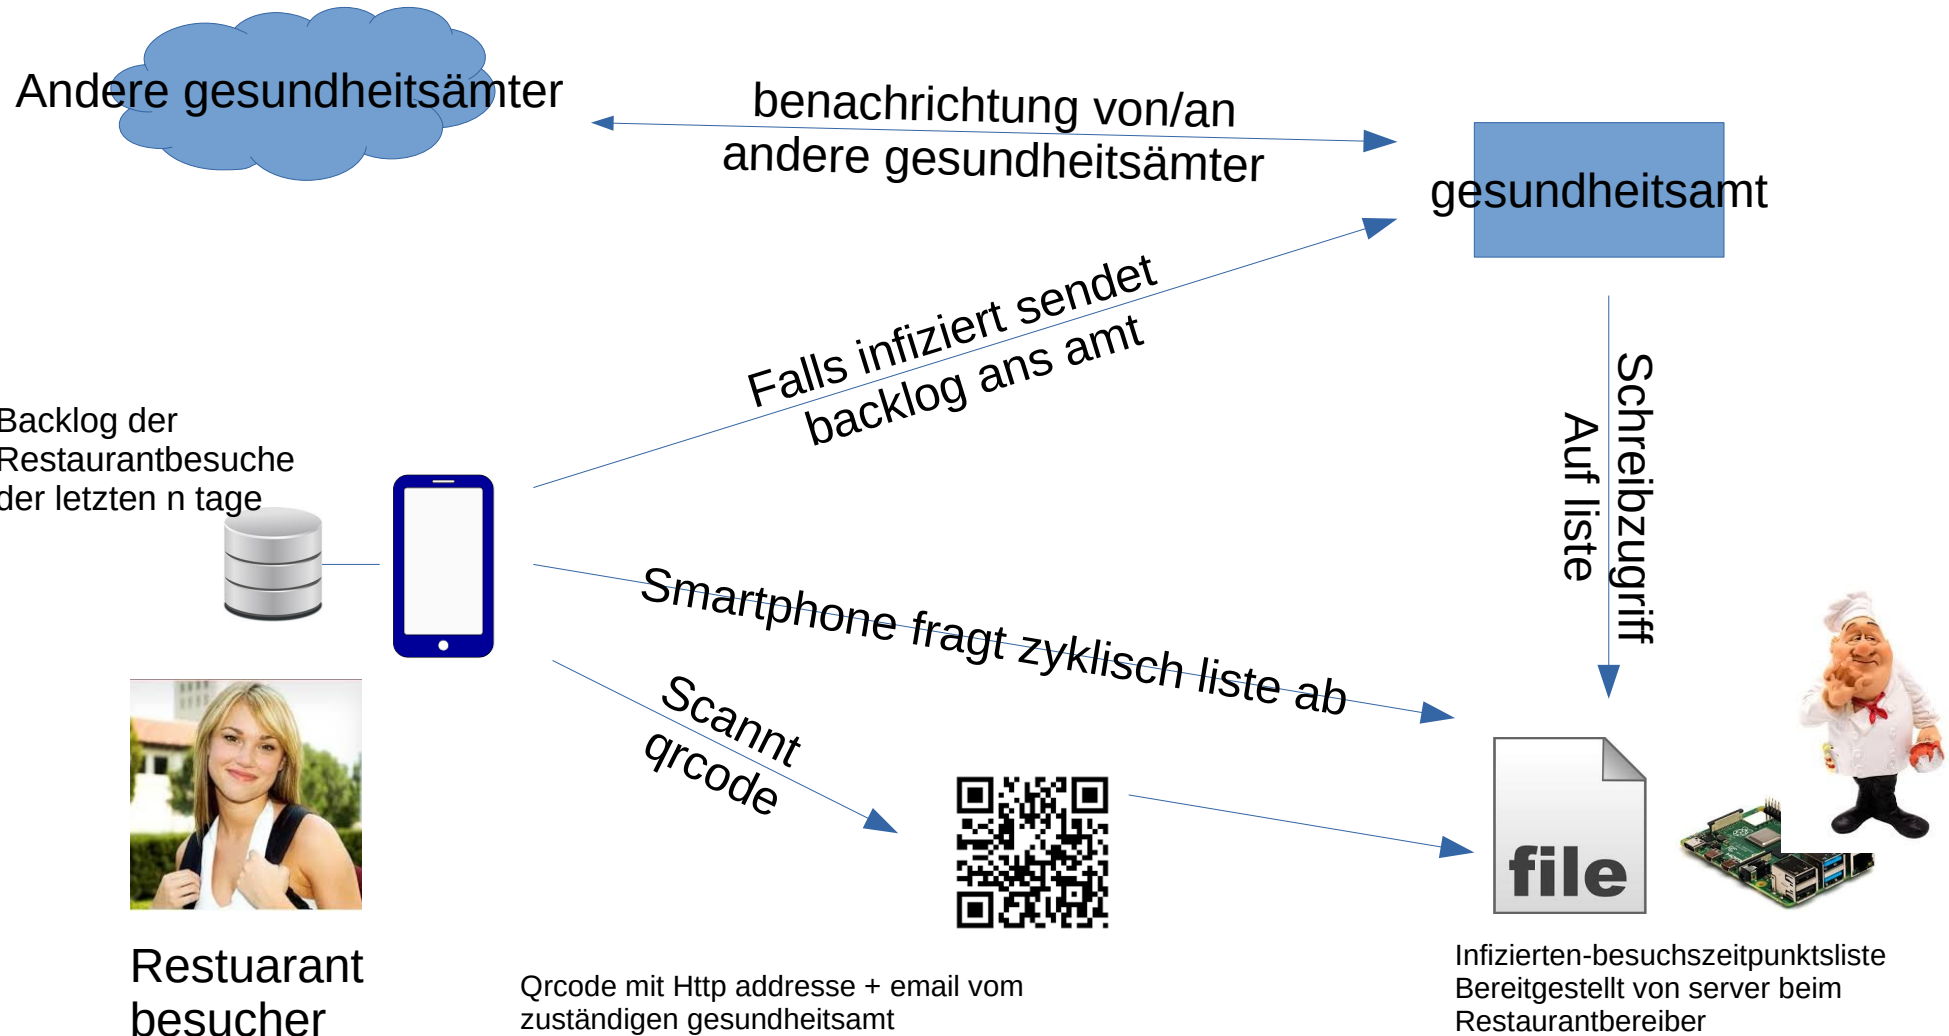 Andere gesundheitsämter
benachrichtung von/an
andere gesundheitsämter
gesundheitsamt
Falls infiziert sendet
backlog ans amt
Schreibzugriff
Auf liste
Backlog der
Restaurantbesuche
der letzten n tage
Smartphone fragt zyklisch liste ab
Scannt
qrcode
file
Restuarant
besucher
Qrcode mit Http addresse + email vom
zuständigen gesundheitsamt
Infizierten-besuchszeitpunktsliste
Bereitgestellt von server beim
Restaurantbereiber